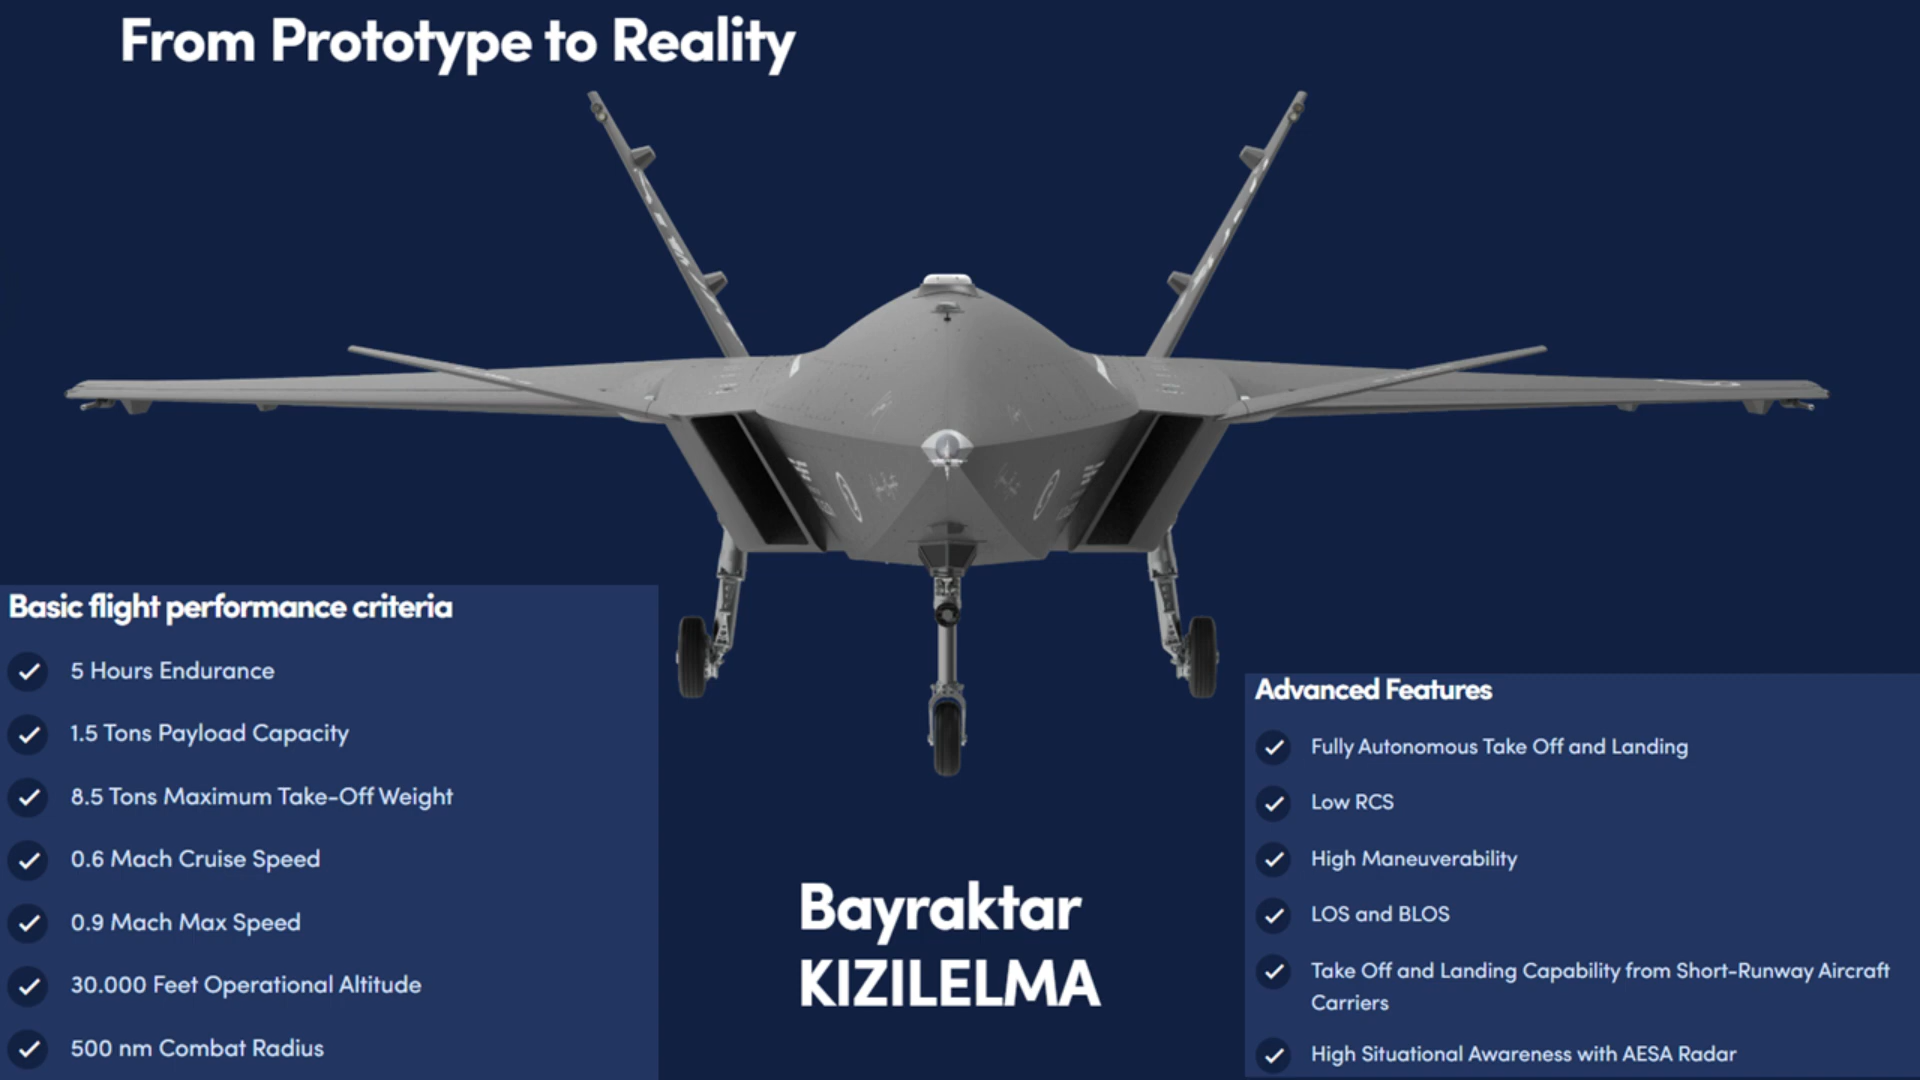 From Prototype to Reality
Basic flight performance criteria
5 Hours Endurance
1.5 Tons Payload Capacity
8.5 Tons Maximum Take-Off Weight
0.6 Mach Cruise Speed
0.9 Mach Max Speed
30.000 Feet Operational Altitude
500 nm Combat Radius
Bayraktar
KIZILELMA
Advanced Features
Fully Autonomous Take Off and Landing
Low RCS
High Maneuverability
LOS and BLOS
Take Off and Landing Capability from Short-Runway Aircraft
Carriers
High Situational Awareness with AESA Radar